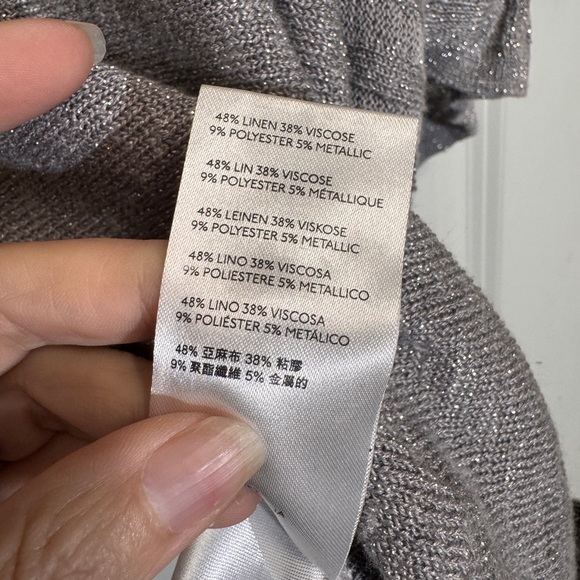 48% LINEN 38% VISCOSE
9% POLYESTER 5% METALLIC
48% LIN 38% VISCOSE
9% POLYESTER 5% MÉTALLIQUE
48% LEINEN 38% VISKOSE
9% POLYESTER 5% METALLIC
48% LINO 38% VISCOSA
9% POLIESTERE 5% METALLICO
48% LINO 38% VISCOSA
9% POLIÉSTER 5% METÁLICO
48% 亞麻布 38% 粘膠
9% 聚酯纖維 5% 金屬的